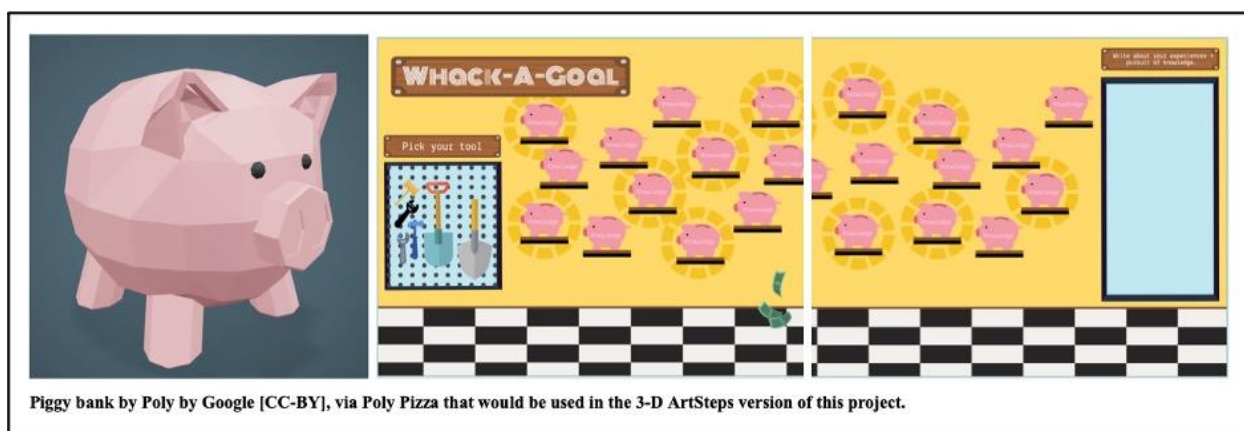 WHACK-A-GOAL
Pick your tool
Write about your experiences
pursuit of knowledge.
Piggy bank by Poly by Google [CC-BY], via Poly Pizza that would be used in the 3-D ArtSteps version of this project.